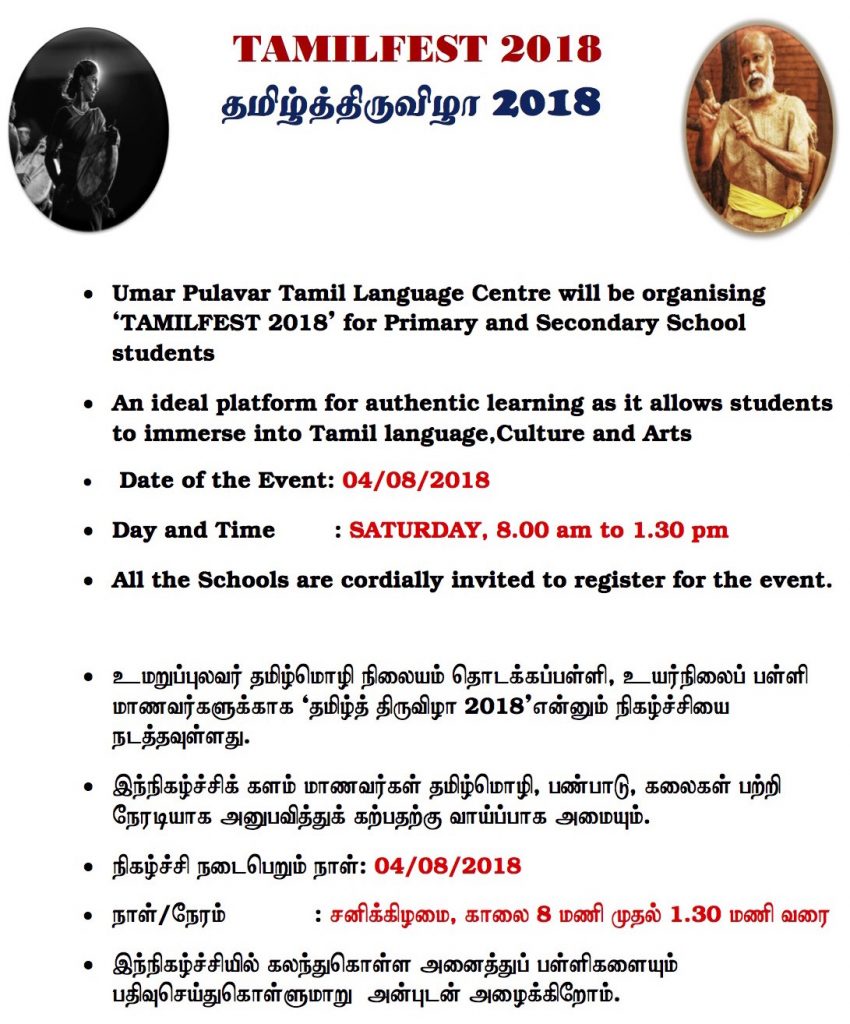 TAMILFEST 2018
தமிழ்த்திருவிழா 2018
• Umar Pulavar Tamil Language Centre will be organising
‘TAMILFEST 2018’ for Primary and Secondary School
students
• An ideal platform for authentic learning as it allows students
to immerse into Tamil language,Culture and Arts
• Date of the Event: 04/08/2018
• Day and Time : SATURDAY, 8.00 am to 1.30 pm
• All the Schools are cordially invited to register for the event.
• உமறுப்புலவர் தமிழ்மொழி நிலையம் தொடக்கப்பள்ளி, உயர்நிலைப் பள்ளி
மாணவர்களுக்காக ‘தமிழ்த் திருவிழா 2018’என்னும் நிகழ்ச்சியை
நடத்தவுள்ளது.
• இந்நிகழ்ச்சிக் களம் மாணவர்கள் தமிழ்மொழி, பண்பாடு, கலைகள் பற்றி
நேரடியாக அனுபவித்துக் கற்பதற்கு வாய்ப்பாக அமையும்.
• நிகழ்ச்சி நடைபெறும் நாள்: 04/08/2018
• நாள்/நேரம் : சனிக்கிழமை, காலை 8 மணி முதல் 1.30 மணி வரை
• இந்நிகழ்ச்சியில் கலந்துகொள்ள அனைத்துப் பள்ளிகளையும்
பதிவுசெய்துகொள்ளுமாறு அன்புடன் அழைக்கிறோம்.